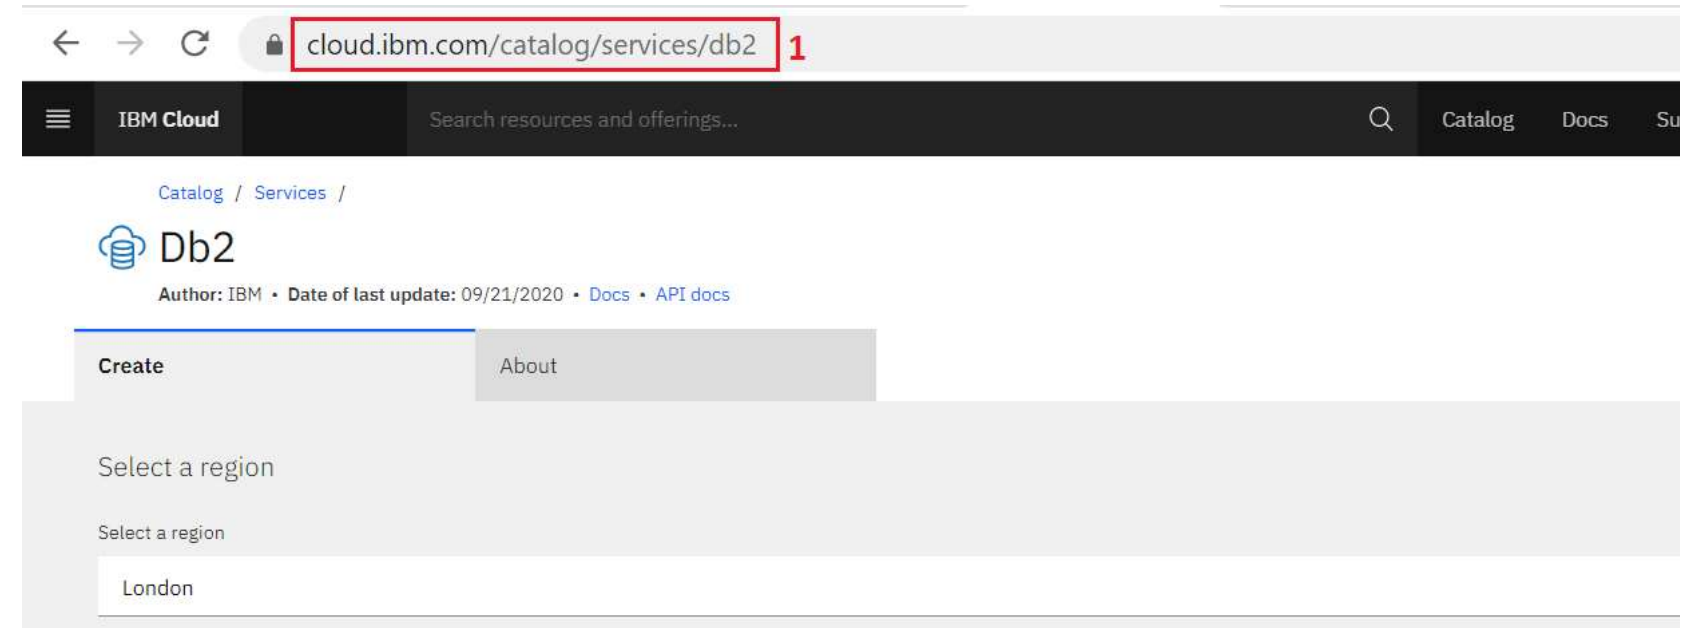 cloud.ibm.com/catalog/services/db2 1
IBM Cloud Search resources and offerings... Catalog Docs Su
Catalog / Services /
Db2
Author: IBM • Date of last update: 09/21/2020 • Docs • API docs
Create About
Select a region
Select a region
London